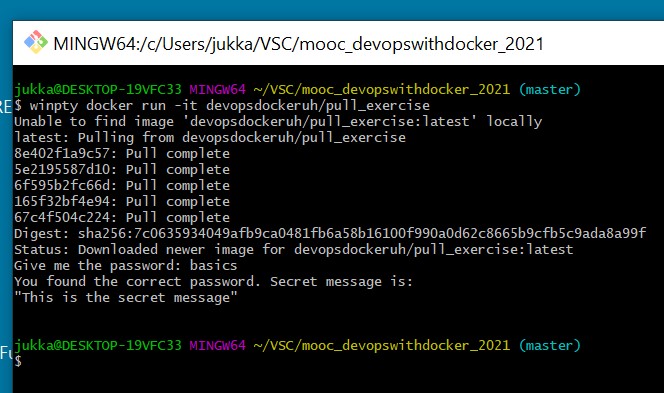 MINGW64:/c/Users/jukka/VSC/mooc_devopswithdocker_2021
jukka@DESKTOP-19VFC33 MINGW64 ~/VSC/mooc_devopswithdocker_2021 (master)
$ winpty docker run -it devopsdockeruh/pull_exercise
Unable to find image 'devopsdockeruh/pull_exercise:latest' locally
latest: Pulling from devopsdockeruh/pull_exercise
8e402f1a9c57: Pull complete
5e2195587d10: Pull complete
6f595b2fc66d: Pull complete
165f32bf4e94: Pull complete
67c4f504c224: Pull complete
Digest: sha256:7c0635934049afb9ca0481fb6a58b16100f990a0d62c8665b9cfb5c9ada8a99f
Status: Downloaded newer image for devopsdockeruh/pull_exercise:latest
Give me the password: basics
You found the correct password. Secret message is:
"This is the secret message"
jukka@DESKTOP-19VFC33 MINGW64 ~/VSC/mooc_devopswithdocker_2021 (master)
$